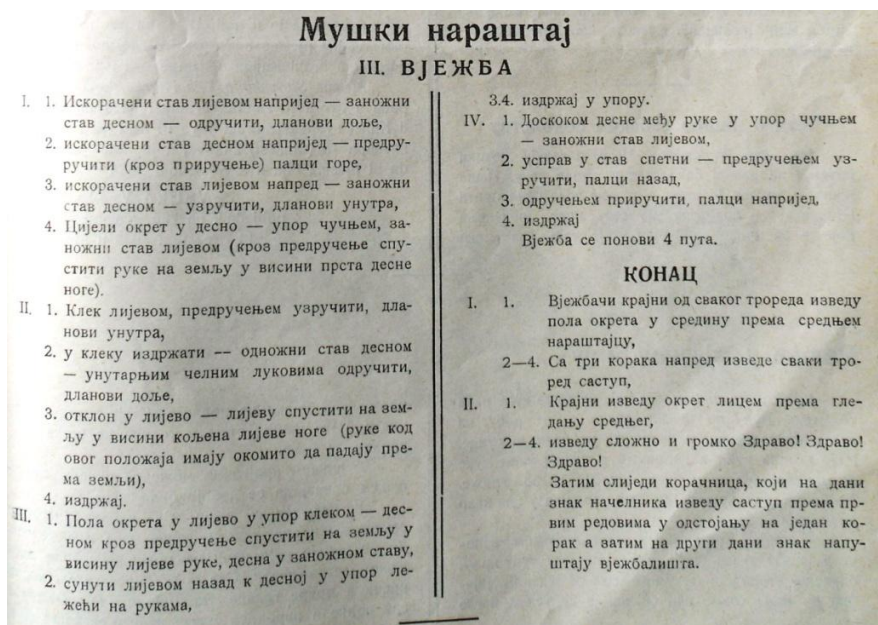 Мушки нараштај
III. ВЈЕЖБА
I. 1. Искорачени став лијевом напријед — заножни
став десном — одручити, дланови доље,
2. искорачени став десном напријед — предру-
ручити (кроз приручење) палци горе,
3. искорачени став лијевом напред — заножни
став десном — узручити, дланови унутра,
4. Цијели окрет у десно — упор чучњем, за-
ножни став лијевом (кроз предручење спу-
стити руке на земљу у висини прста десне
ноге).
II. 1. Клек лијевом, предручењем узручити, дла-
нови унутра,
2. у клеку издржати — одножни став десном
— унутарњим челним луковима одручити,
дланови доље,
3. отклон у лијево — лијеву спустити на зем-
љу у висини кољена лијеве ноге (руке код
овог положаја имају окомито да падају пре-
ма земљи),
4. издржај.
III. 1. Пола окрета у лијево у упор клеком — дес-
ном кроз предручење спустити на земљу у
висину лијеве руке, десна у заножном ставу,
2. сунути лијевом назад к десној у упор ле-
жећи на рукама,
3.4. издржај у упору.
IV. 1. Доскоком десне међу руке у упор чучњем
— заножни став лијевом,
2. усправ у став спетни — предручењем уз-
ручити, палци назад,
3. одручењем приручити, палци напријед,
4. издржај
Вјежба се понови 4 пута.
КОНАЦ
I. 1. Вјежбачи крајни од сваког трореда изведу
пола окрета у средину према средњем
нараштајцу,
2—4. Са три корака напред изведе сваки тро-
ред саступ,
II. 1. Крајни изведу окрет лицем према гле-
дању средњег,
2—4. изведу сложно и громко Здраво! Здраво!
Здраво!
Затим слиједи корачница, који на дани
знак начелника изведу саступ према пр-
вим редовима у одстојању на један ко-
рак а затим на други дани знак напу-
штају вјежбалишта.